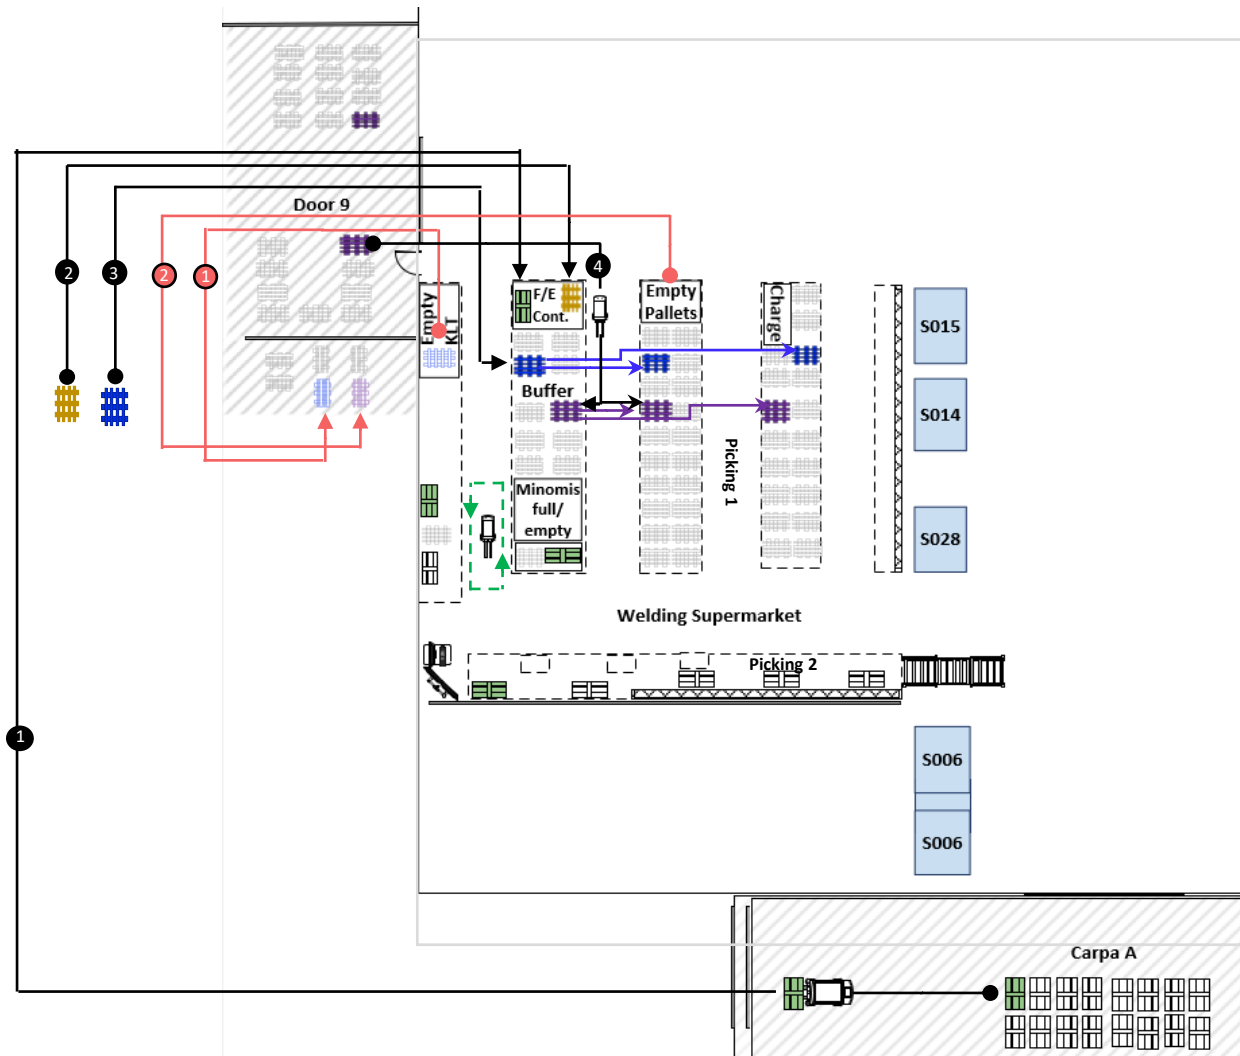 Door 9
2
3
2
1
4
Empty
KLT
F/E
Cont.
Empty
Pallets
Charge
S015
Buffer
S014
Picking 1
Minomis
full/
empty
S028
Welding Supermarket
Picking 2
1
S006
S006
Carpa A